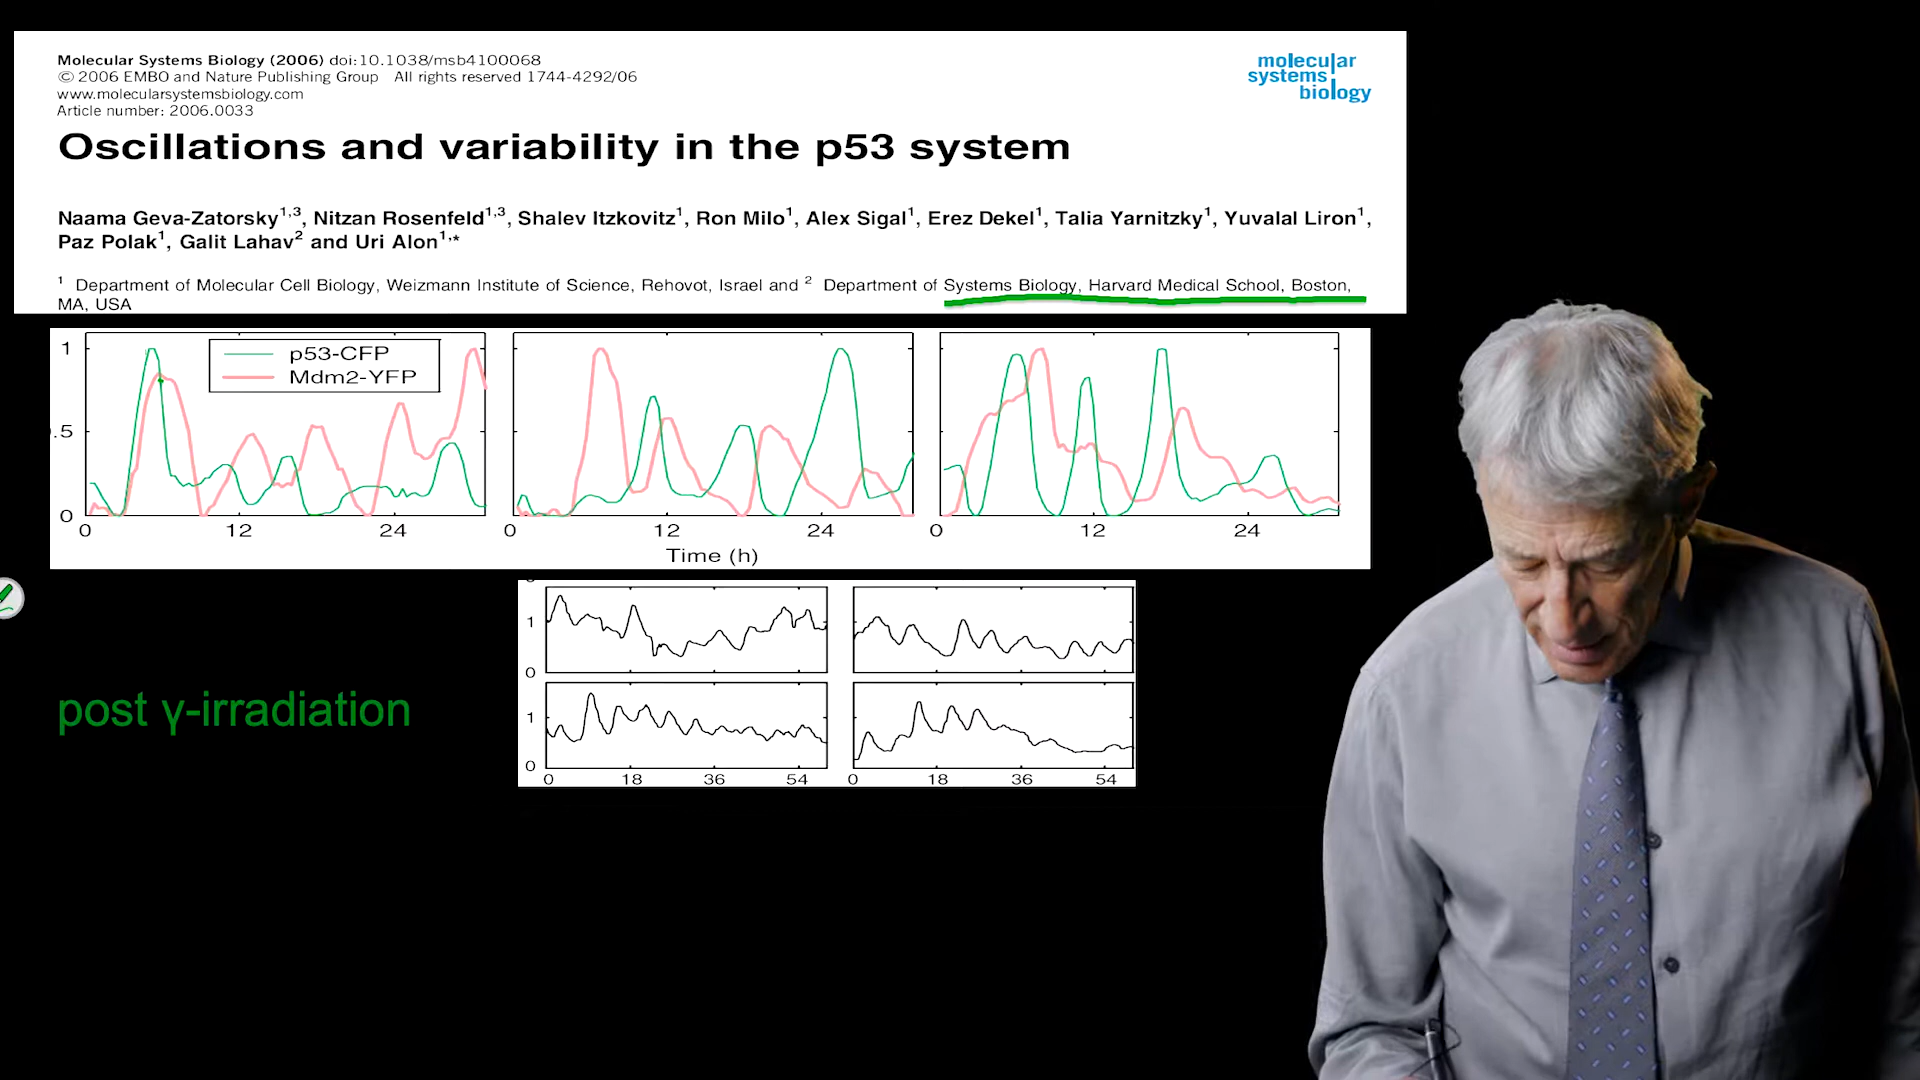 Molecular Systems Biology (2006) doi:10.1038/msb4100068
© 2006 EMBO and Nature Publishing Group All rights reserved 1744-4292/06
www.molecularsystemsbiology.com
Article number: 2006.0033
molecular
systems
biology
Oscillations and variability in the p53 system
Naama Geva-Zatorsky1,3, Nitzan Rosenfeld1,3, Shalev Itzkovitz1, Ron Milo1, Alex Sigal1, Erez Dekel1, Talia Yarnitzky1, Yuvalal Liron1,
Paz Polak1, Galit Lahav2 and Uri Alon1,*
1 Department of Molecular Cell Biology, Weizmann Institute of Science, Rehovot, Israel and 2 Department of Systems Biology, Harvard Medical School, Boston,
MA, USA
1
.5
0
p53-CFP
Mdm2-YFP
0 12 24
0 12 24
0 12 24
Time (h)
1
0
1
0
0 18 36 54
0 18 36 54
post γ-irradiation